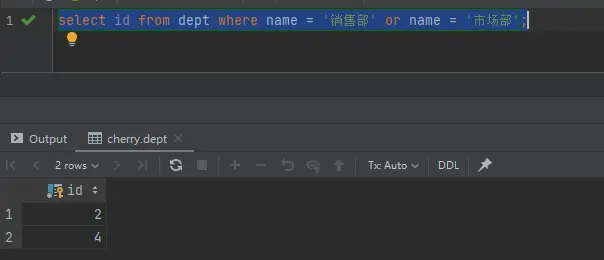 1 select id from dept where name = '销售部' or name = '市场部';
Output cherry.dept
2 rows Tx: Auto DDL
id
1 2
2 4